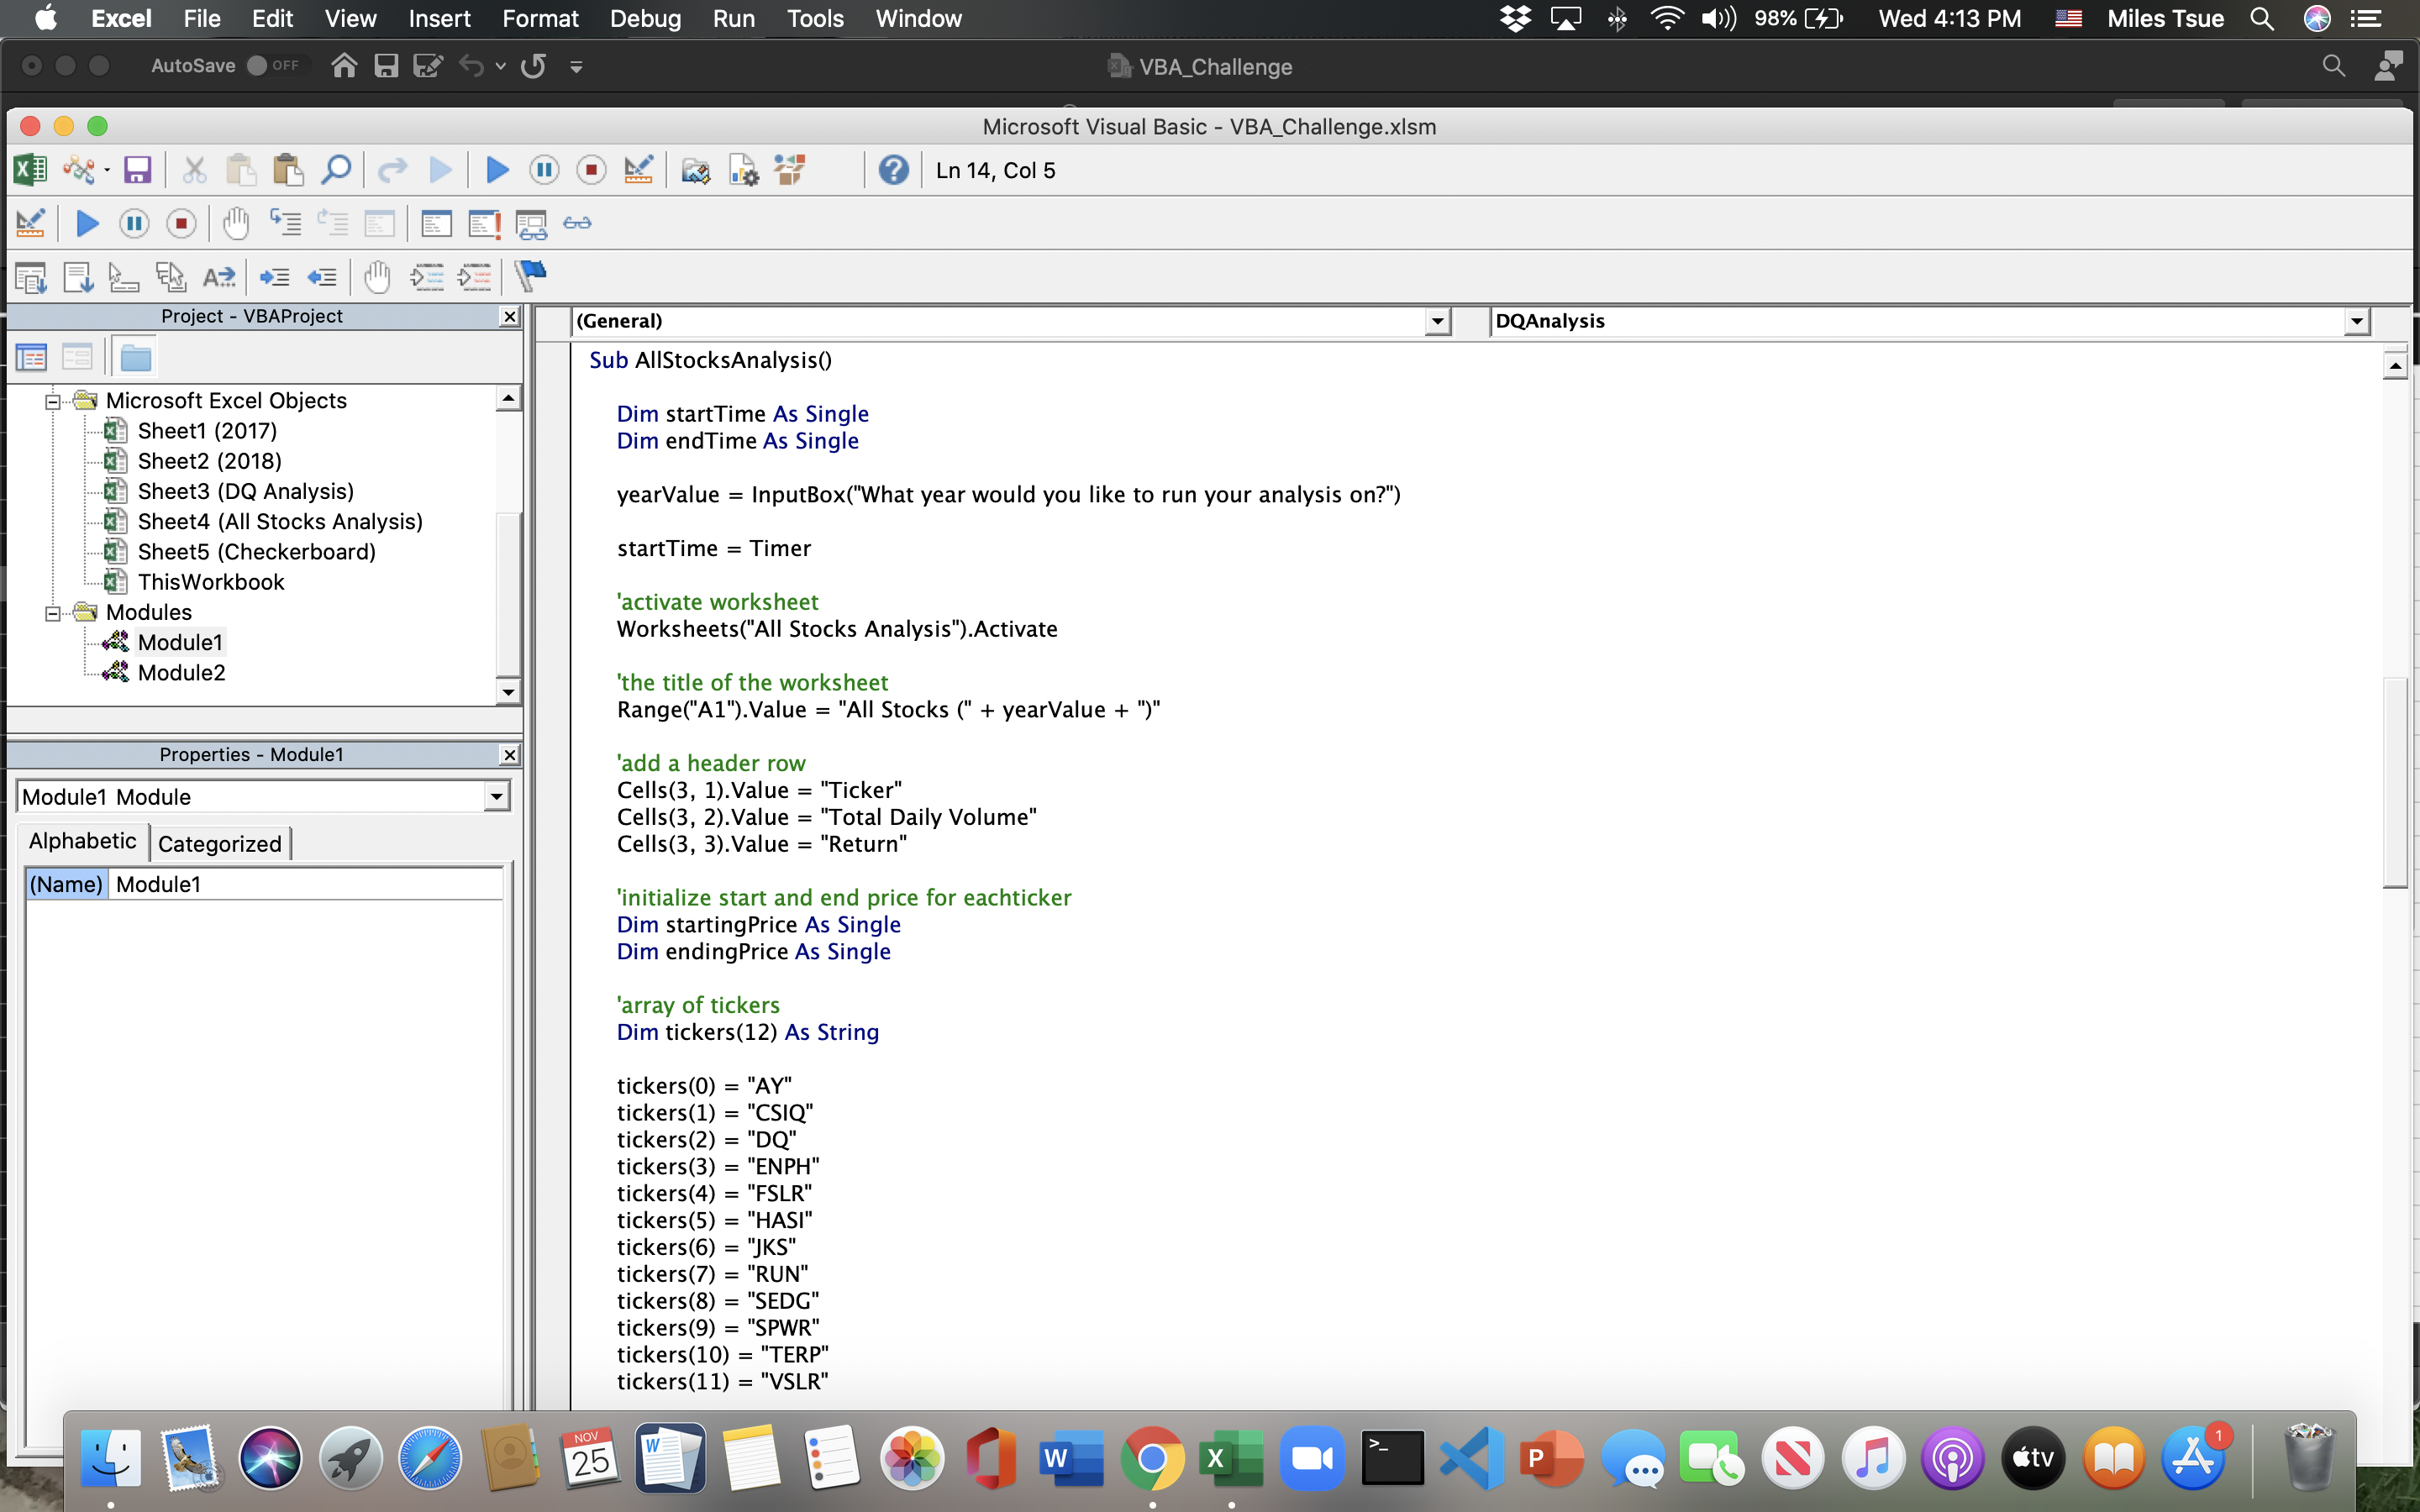 Excel File Edit View Insert Format Debug Run Tools Window 98% Wed 4:13 PM Miles Tsue
AutoSave OFF VBA_Challenge
Microsoft Visual Basic - VBA_Challenge.xlsm
Ln 14, Col 5
Project - VBAProject
Microsoft Excel Objects
Sheet1 (2017)
Sheet2 (2018)
Sheet3 (DQ Analysis)
Sheet4 (All Stocks Analysis)
Sheet5 (Checkerboard)
ThisWorkbook
Modules
Module1
Module2
Properties - Module1
Module1 Module
Alphabetic Categorized
(Name) Module1
(General) DQAnalysis
Sub AllStocksAnalysis()
Dim startTime As Single
Dim endTime As Single
yearValue = InputBox("What year would you like to run your analysis on?")
startTime = Timer
'activate worksheet
Worksheets("All Stocks Analysis").Activate
'the title of the worksheet
Range("A1").Value = "All Stocks (" + yearValue + ")"
'add a header row
Cells(3, 1).Value = "Ticker"
Cells(3, 2).Value = "Total Daily Volume"
Cells(3, 3).Value = "Return"
'initialize start and end price for eachticker
Dim startingPrice As Single
Dim endingPrice As Single
'array of tickers
Dim tickers(12) As String
tickers(0) = "AY"
tickers(1) = "CSIQ"
tickers(2) = "DQ"
tickers(3) = "ENPH"
tickers(4) = "FSLR"
tickers(5) = "HASI"
tickers(6) = "JKS"
tickers(7) = "RUN"
tickers(8) = "SEDG"
tickers(9) = "SPWR"
tickers(10) = "TERP"
tickers(11) = "VSLR"
NOV
25
W
W
X
>_
P
tv
1